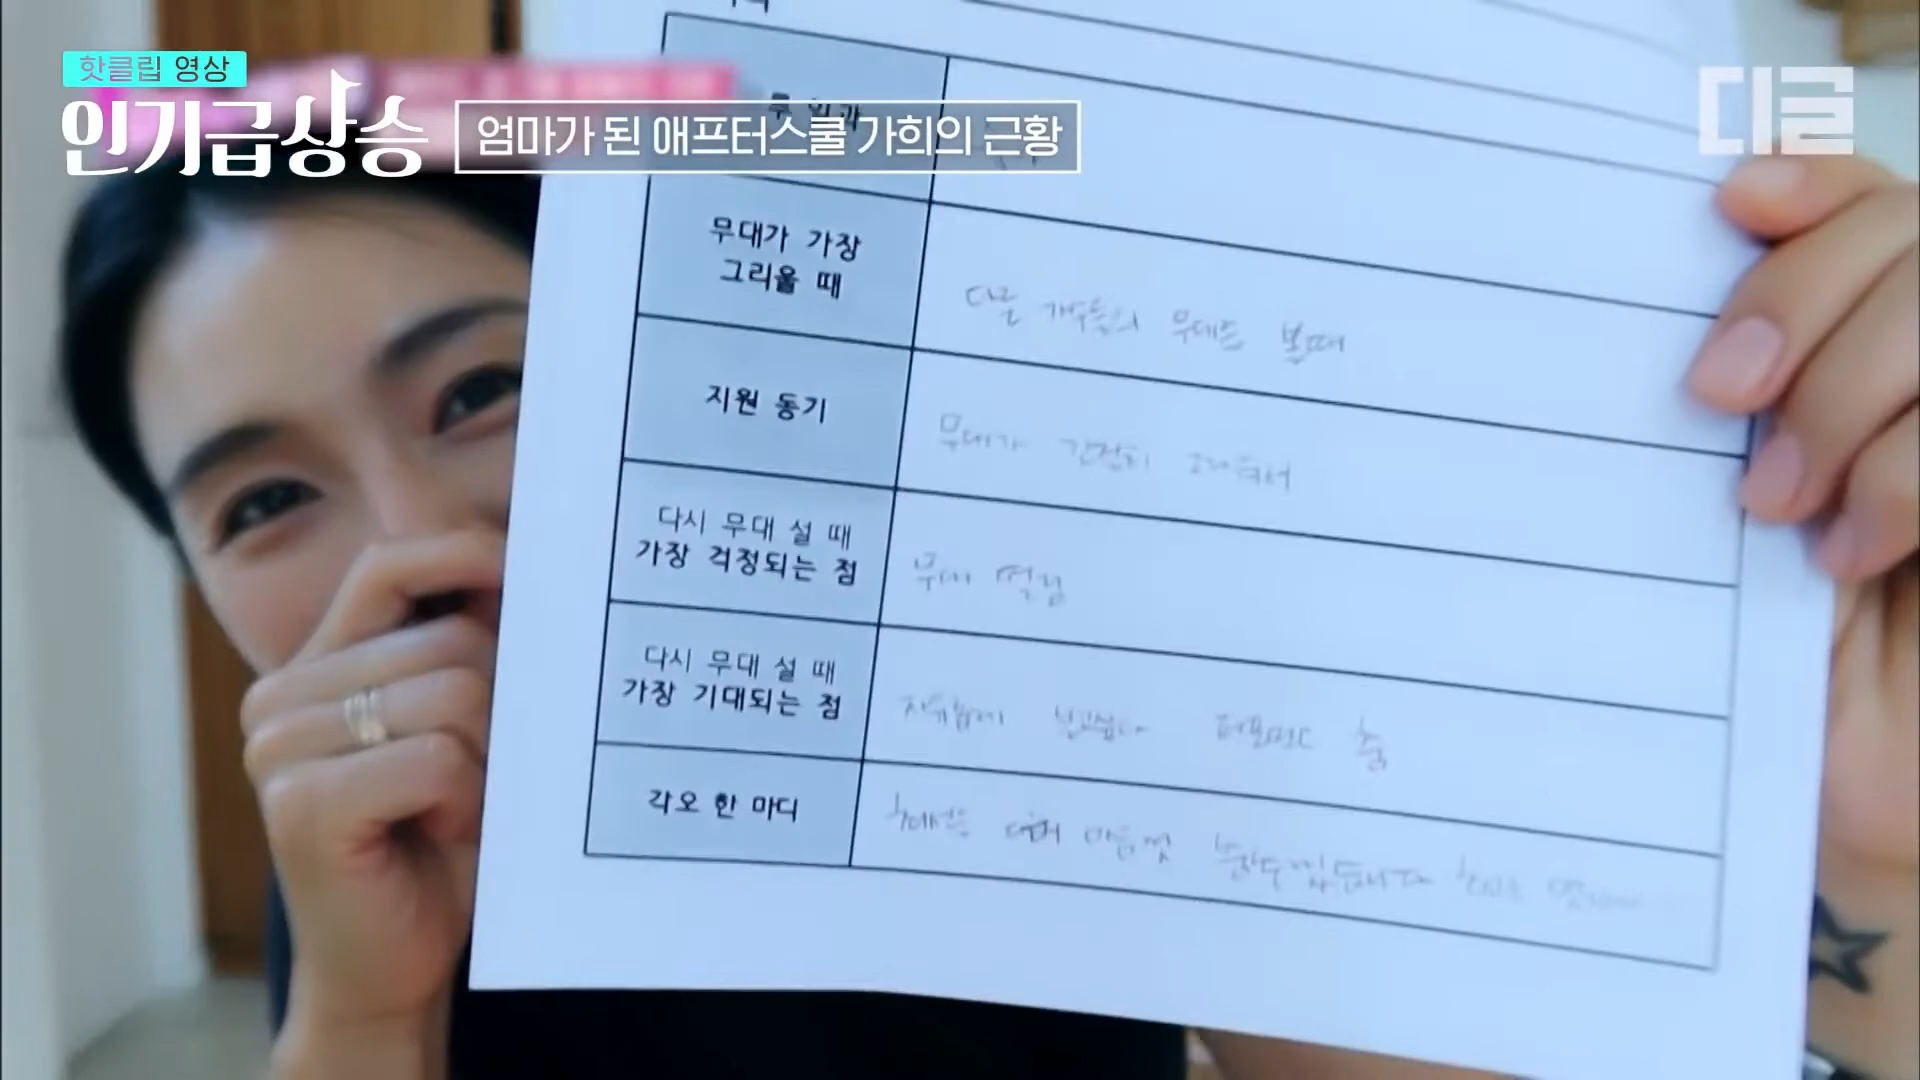 핫클립 영상
인기급상승
엄마가 된 애프터스쿨 가희의 근황
디글
무대가 가장
그리울 때
다른 가수들의 무대를 볼때
지원 동기
무대가 간절히 그리워서
다시 무대 설 때
가장 걱정되는 점
무대 떨림
다시 무대 설 때
가장 기대되는 점
자유롭게 보고싶다 퍼포먼스 춤
각오 한 마디
마음껏